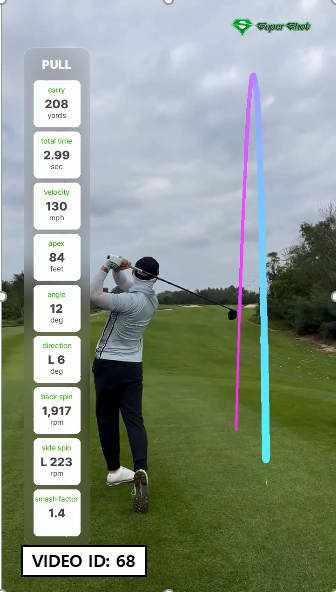 Super Shot
PULL
carry
208
yards
total time
2.99
sec
velocity
130
mph
apex
84
feet
angle
12
deg
direction
L 6
deg
back spin
1,917
rpm
side spin
L 223
rpm
smash factor
1.4
VIDEO ID: 68